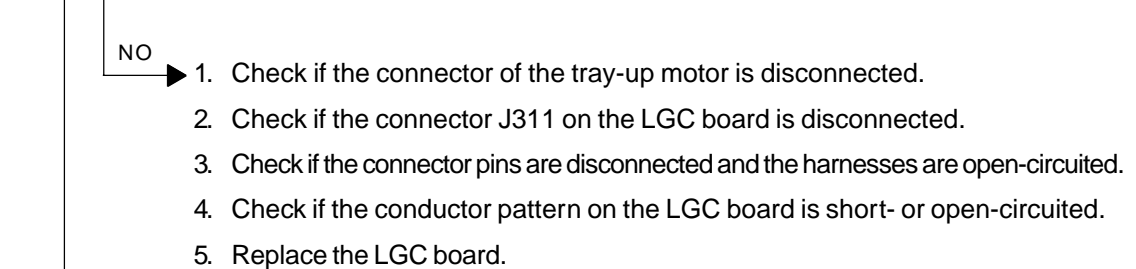 NO
1. Check if the connector of the tray-up motor is disconnected.
2. Check if the connector J311 on the LGC board is disconnected.
3. Check if the connector pins are disconnected and the harnesses are open-circuited.
4. Check if the conductor pattern on the LGC board is short- or open-circuited.
5. Replace the LGC board.